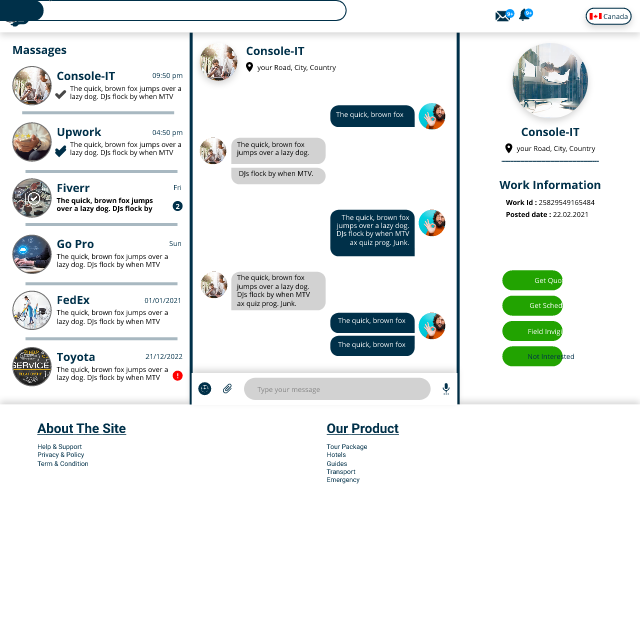 9+
9+
Canada
Massages
Console-IT
09:50 pm
The quick, brown fox jumps over a
lazy dog. DJs flock by when MTV
Upwork
04:50 pm
The quick, brown fox jumps over a
lazy dog. DJs flock by when MTV
Fiverr
Fri
The quick, brown fox jumps
over a lazy dog. DJs flock by
2
Go Pro
Sun
The quick, brown fox jumps over a
lazy dog. DJs flock by when MTV
FedEx
01/01/2021
The quick, brown fox jumps over a
lazy dog. DJs flock by when MTV
SERVICE
Toyota
21/12/2022
The quick, brown fox jumps over a
lazy dog. DJs flock by when MTV
!
Console-IT
your Road, City, Country
The quick, brown fox
The quick, brown fox
jumps over a lazy dog.
DJs flock by when MTV.
The quick, brown fox
jumps over a lazy dog.
DJs flock by when MTV
ax quiz prog. Junk.
The quick, brown fox
jumps over a lazy dog.
DJs flock by when MTV
ax quiz prog. Junk.
The quick, brown fox
The quick, brown fox
Type your message
Console-IT
your Road, City, Country
Work Information
Work Id : 25829549165484
Posted date : 22.02.2021
Get Quo
Get Sched
Field Invigi
Not Interested
About The Site
Help & Support
Privacy & Policy
Term & Condition
Our Product
Tour Package
Hotels
Guides
Transport
Emergency